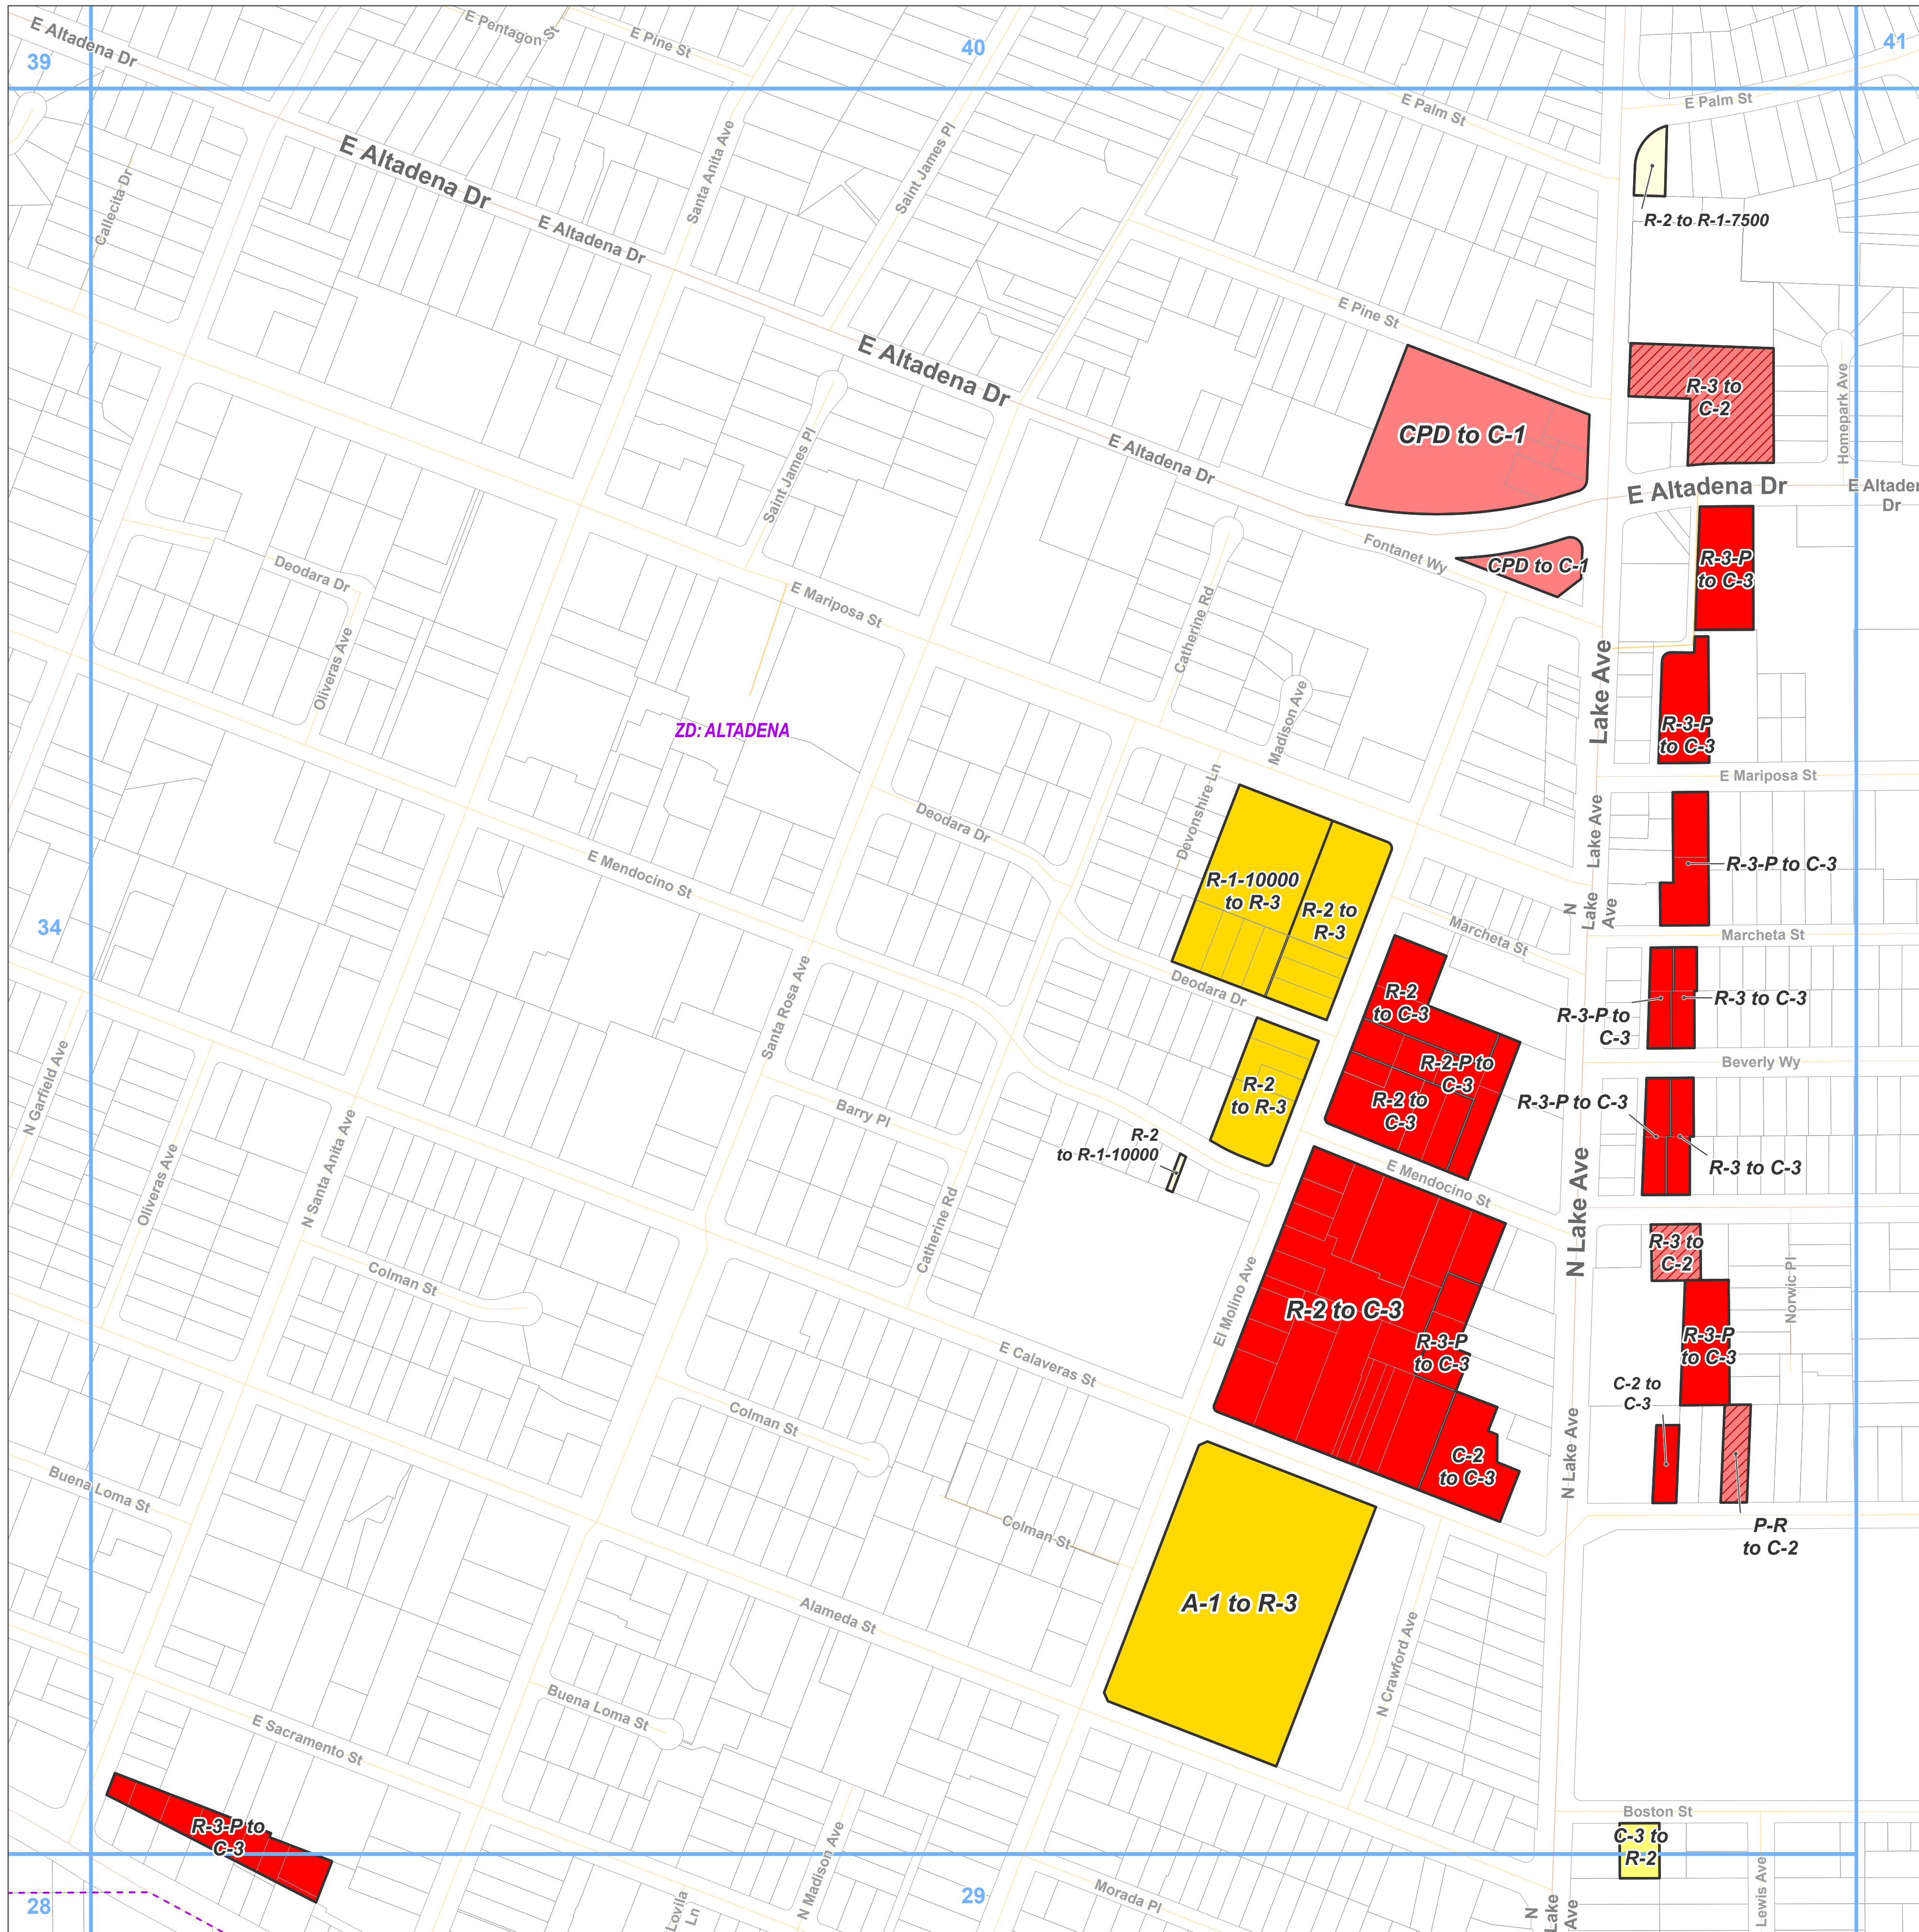 E Altadena Dr
E Pentagon St
E Pine St
39
40
41
E Palm St
E Palm St
E Altadena Dr
E Altadena Dr
Santa Anita Ave
Saint James Pl
Callecita Dr
R-2 to R-1-7500
E Pine St
E Altadena Dr
Saint James Pl
E Altadena Dr
CPD to C-1
R-3 to
C-2
Homepark Ave
E Altadena Dr
E Altaden
Dr
Deodara Dr
Oliveras Ave
E Mariposa St
Catherine Rd
Fontanet Wy
CPD to C-1
R-3-P
to C-3
Madison Ave
Lake Ave
R-3-P
to C-3
ZD: ALTADENA
E Mariposa St
Deodara Dr
Devonshire Ln
Lake Ave
E Mendocino St
R-1-10000
to R-3
R-2 to
R-3
R-3-P to C-3
N
Lake
Ave
34
Marcheta St
Marcheta St
Deodara Dr
Santa Rosa Ave
R-2
to C-3
R-3-P to
C-3
R-3 to C-3
Beverly Wy
R-2
to R-3
R-2-P to
C-3
R-2 to
C-3
R-3-P to C-3
R-3 to C-3
N Garfield Ave
Barry Pl
R-2
to R-1-10000
Oliveras Ave
N Santa Anita Ave
Catherine Rd
E Mendocino St
N Lake Ave
R-3 to
C-2
Norwic Pl
Colman St
El Molino Ave
R-2 to C-3
R-3-P
to C-3
R-3-P
to C-3
E Calaveras St
C-2 to
C-3
Colman St
N Lake Ave
C-2
to C-3
Buena Loma St
Colman St
P-R
to C-2
A-1 to R-3
Alameda St
N Crawford Ave
Buena Loma St
E Sacramento St
R-3-P to
C-3
Boston St
C-3 to
R-2
N Madison Ave
28
29
Lovila
Ln
Morada Pl
N
Lake
Ave
Lewis Ave